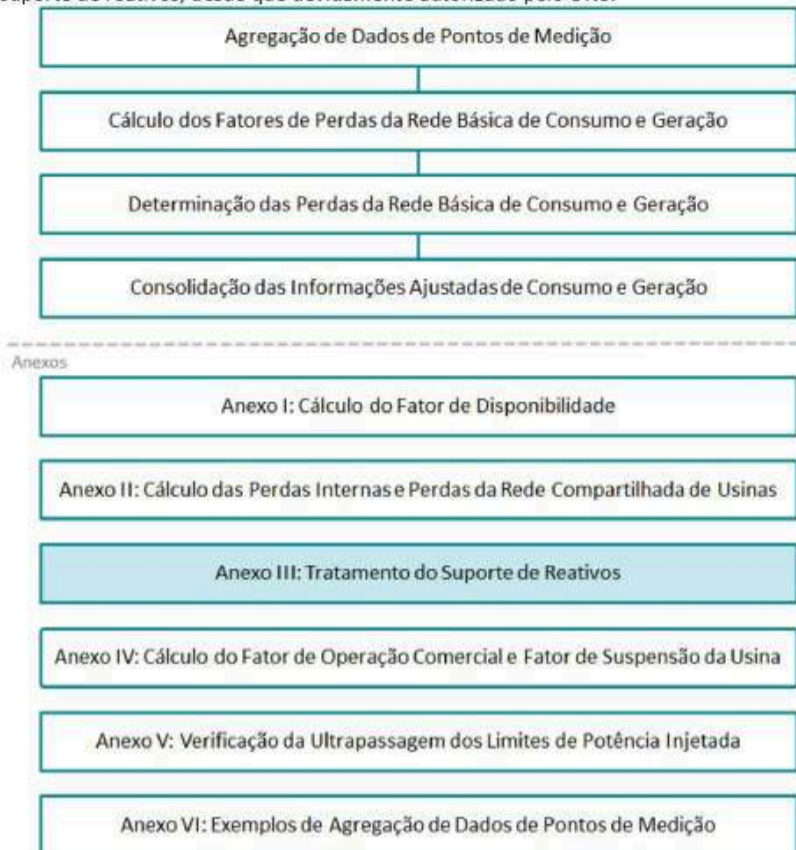 Agregação de Dados de Pontos de Medição
Cálculo dos Fatores de Perdas da Rede Básica de Consumo e Geração
Determinação das Perdas da Rede Básica de Consumo e Geração
Consolidação das Informações Ajustadas de Consumo e Geração
Anexos
Anexo I: Cálculo do Fator de Disponibilidade
Anexo II: Cálculo das Perdas Internas e Perdas da Rede Compartilhada de Usinas
Anexo III: Tratamento do Suporte de Reativos
Anexo IV: Cálculo do Fator de Operação Comercial e Fator de Suspensão da Usina
Anexo V: Verificação da Ultrapassagem dos Limites de Potência Injetada
Anexo VI: Exemplos de Agregação de Dados de Pontos de Medição